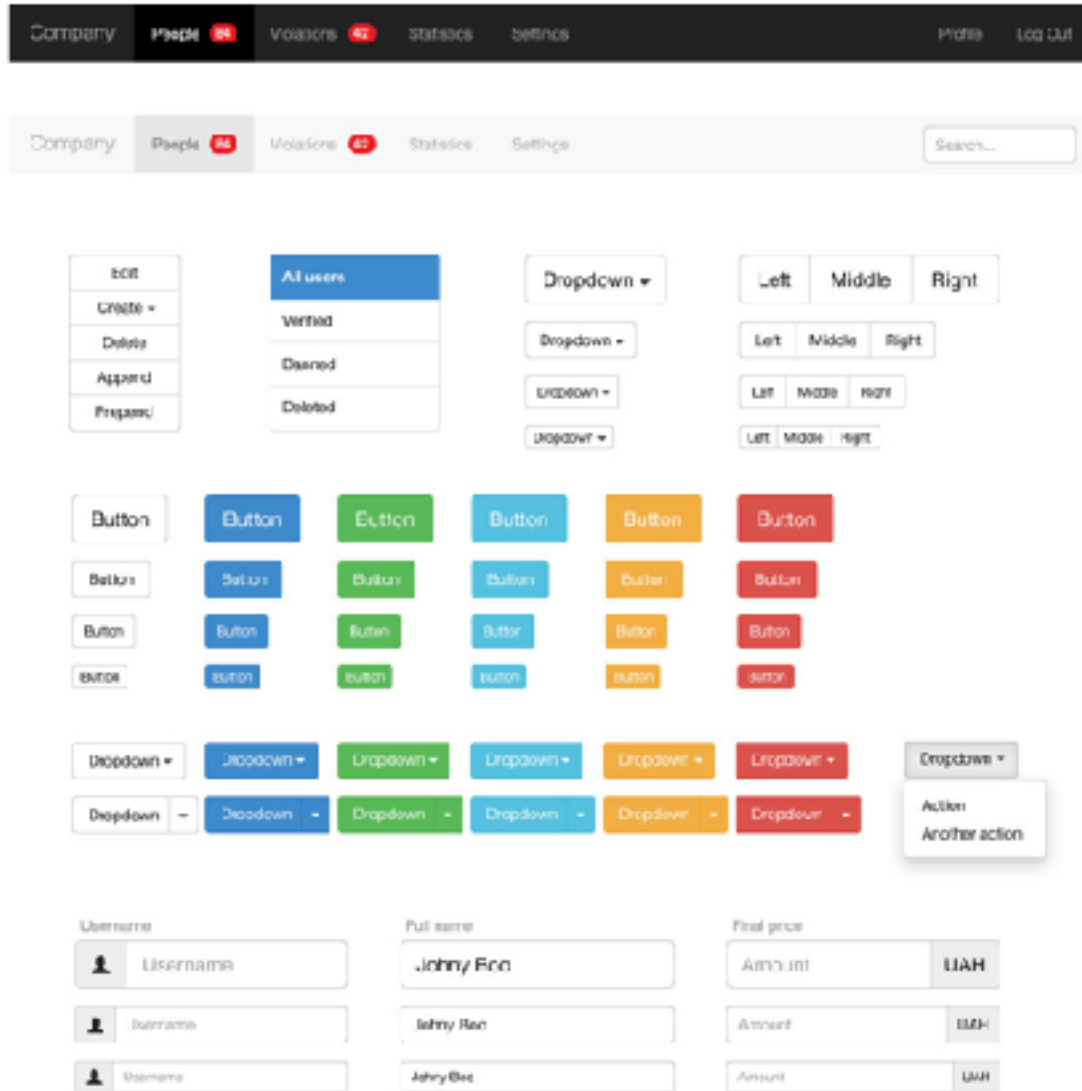 Company People 84 Violations 42 Statistics Settings Profile Log Out
Company People 84 Violations 42 Statistics Settings Search...
Edit
Create
Delete
Append
Prepend
All users
Verified
Banned
Deleted
Dropdown
Dropdown
Dropdown
Dropdown
Left Middle Right
Left Middle Right
Left Middle Right
Left Middle Right
Button Button Button Button Button Button
Button Button Button Button Button Button
Button Button Button Button Button Button
Button Button Button Button Button Button
Dropdown Dropdown Dropdown Dropdown Dropdown Dropdown Dropdown
Dropdown Dropdown Dropdown Dropdown Dropdown Dropdown
Action
Another action
Username Full name Final price
Username Johny Boo Amount UAH
Username Johny Boo Amount UAH
Username Johny Boo Amount UAH